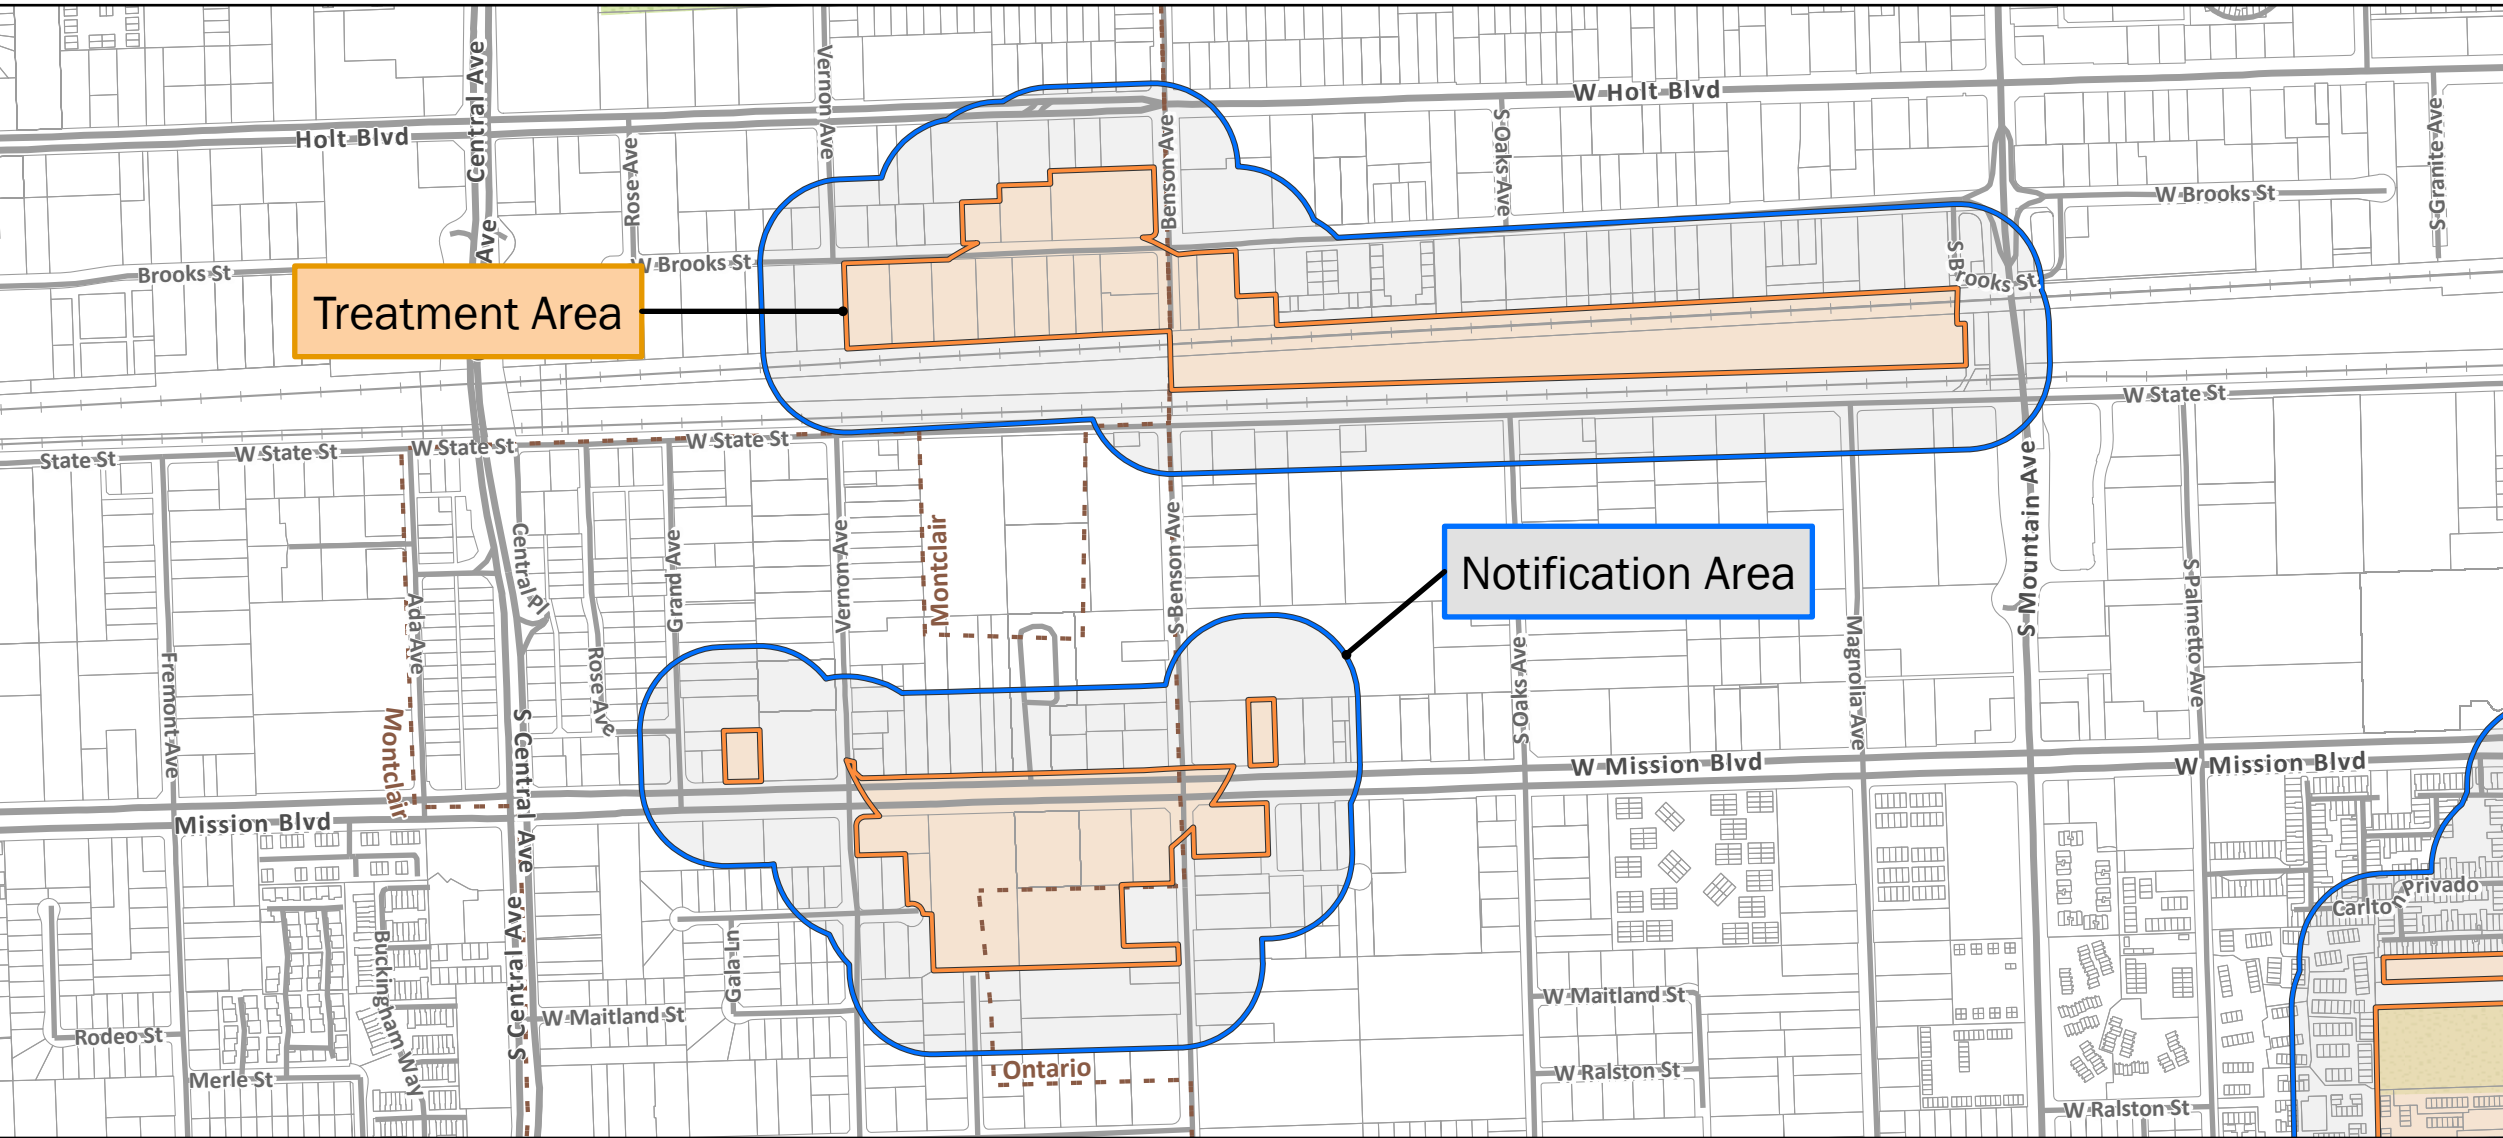 Central Ave
Vernon Ave
W Holt Blvd
Holt Blvd
Rose Ave
Benson Ave
S Oaks Ave
S Granite Ave
W Brooks St
Ave
Brooks St
W Brooks St
S Brooks St
Treatment Area
W State St
W State St
W State St
W State St
State St
Central Pl
Grand Ave
Vernon Ave
Montclair
S Benson Ave
Notification Area
S Mountain Ave
Ada Ave
Fremont Ave
Rose Ave
S Oaks Ave
Magnolia Ave
S Palmetto Ave
Montclair
S Central Ave
W Mission Blvd
W Mission Blvd
Mission Blvd
Privado
Carlton
Buckingham Way
S Central Ave
Gala Ln
W Maitland St
W Maitland St
Rodeo St
Merle St
Ontario
W Ralston St
W Ralston St